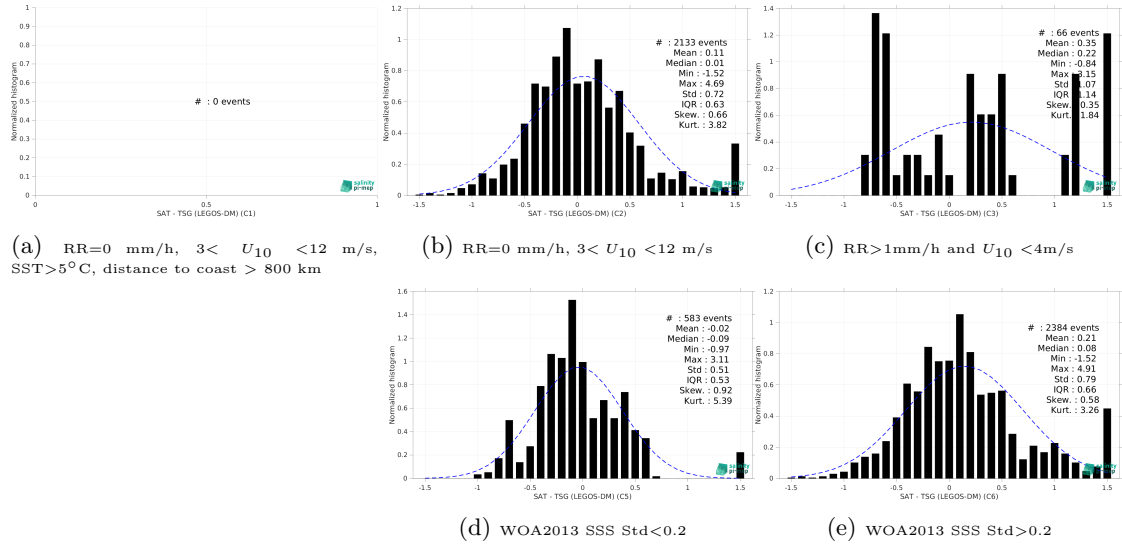 1
0.9
0.8
0.7
0.6
0.5
0.4
0.3
0.2
0.1
0
Normalized histogram
# : 0 events
salinity
pi-mep
0
0.5
1
SAT - TSG (LEGOS-DM) (C1)
(a) RR=0 mm/h, 3< U10 <12 m/s,
SST>5°C, distance to coast > 800 km
1.2
1
0.8
0.6
0.4
0.2
0
Normalized histogram
# : 2133 events
Mean : 0.11
Median : 0.01
Min : -1.52
Max : 4.69
Std : 0.72
IQR : 0.63
Skew. : 0.66
Kurt. : 3.82
salinity
pi-mep
-1.5
-1
-0.5
0
0.5
1
1.5
SAT - TSG (LEGOS-DM) (C2)
(b) RR=0 mm/h, 3< U10 <12 m/s
1.4
1.2
1
0.8
0.6
0.4
0.2
0
Normalized histogram
# : 66 events
Mean : 0.35
Median : 0.22
Min : -0.84
Max : 3.15
Std : 1.07
IQR : 1.14
Skew. : 0.35
Kurt. : 1.84
salinity
pi-mep
-1.5
-1
-0.5
0
0.5
1
1.5
SAT - TSG (LEGOS-DM) (C3)
(c) RR>1mm/h and U10 <4m/s
1.6
1.4
1.2
1
0.8
0.6
0.4
0.2
0
Normalized histogram
# : 583 events
Mean : -0.02
Median : -0.09
Min : -0.97
Max : 3.11
Std : 0.51
IQR : 0.53
Skew. : 0.92
Kurt. : 5.39
salinity
pi-mep
-1.5
-1
-0.5
0
0.5
1
1.5
SAT - TSG (LEGOS-DM) (C5)
(d) WOA2013 SSS Std<0.2
1.2
1
0.8
0.6
0.4
0.2
0
Normalized histogram
# : 2384 events
Mean : 0.21
Median : 0.08
Min : -1.52
Max : 4.91
Std : 0.79
IQR : 0.66
Skew. : 0.58
Kurt. : 3.26
salinity
pi-mep
-1.5
-1
-0.5
0
0.5
1
1.5
SAT - TSG (LEGOS-DM) (C6)
(e) WOA2013 SSS Std>0.2